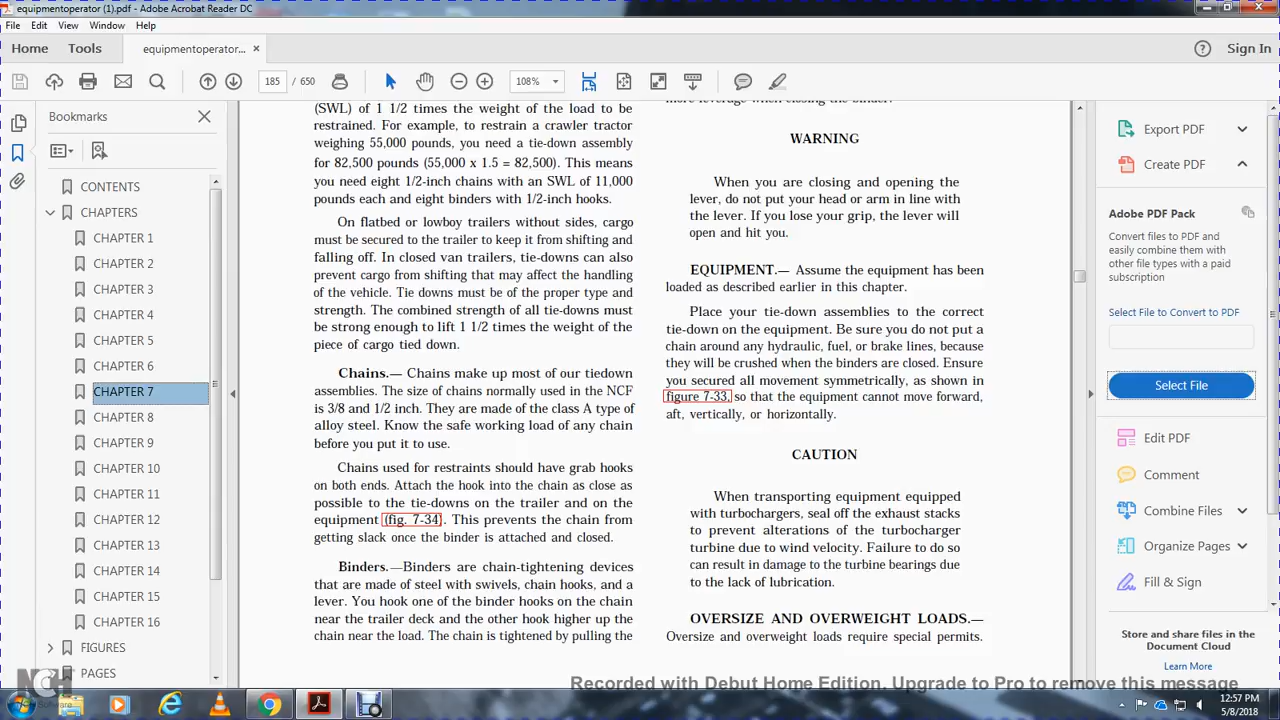 equipmentoperator (1).pdf - Adobe Acrobat Reader DC
File Edit View Window Help
Home Tools equipmentoperator... × Sign In
185 / 650 108%
Bookmarks
CONTENTS
CHAPTERS
CHAPTER 1
CHAPTER 2
CHAPTER 3
CHAPTER 4
CHAPTER 5
CHAPTER 6
CHAPTER 7
CHAPTER 8
CHAPTER 9
CHAPTER 10
CHAPTER 11
CHAPTER 12
CHAPTER 13
CHAPTER 14
CHAPTER 15
CHAPTER 16
FIGURES
PAGES
(SWL) of 1 1/2 times the weight of the load to be
restrained. For example, to restrain a crawler tractor
weighing 55,000 pounds, you need a tie-down assembly
for 82,500 pounds (55,000 x 1.5 = 82,500). This means
you need eight 1/2-inch chains with an SWL of 11,000
pounds each and eight binders with 1/2-inch hooks.
On flatbed or lowboy trailers without sides, cargo
must be secured to the trailer to keep it from shifting and
falling off. In closed van trailers, tie-downs can also
prevent cargo from shifting that may affect the handling
of the vehicle. Tie downs must be of the proper type and
strength. The combined strength of all tie-downs must
be strong enough to lift 1 1/2 times the weight of the
piece of cargo tied down.
Chains.— Chains make up most of our tiedown
assemblies. The size of chains normally used in the NCF
is 3/8 and 1/2 inch. They are made of the class A type of
alloy steel. Know the safe working load of any chain
before you put it to use.
Chains used for restraints should have grab hooks
on both ends. Attach the hook into the chain as close as
possible to the tie-downs on the trailer and on the
equipment (fig. 7-34). This prevents the chain from
getting slack once the binder is attached and closed.
Binders.—Binders are chain-tightening devices
that are made of steel with swivels, chain hooks, and a
lever. You hook one of the binder hooks on the chain
near the trailer deck and the other hook higher up the
chain near the load. The chain is tightened by pulling the
more leverage when closing the binder.
WARNING
When you are closing and opening the
lever, do not put your head or arm in line with
the lever. If you lose your grip, the lever will
open and hit you.
EQUIPMENT.— Assume the equipment has been
loaded as described earlier in this chapter.
Place your tie-down assemblies to the correct
tie-down on the equipment. Be sure you do not put a
chain around any hydraulic, fuel, or brake lines, because
they will be crushed when the binders are closed. Ensure
you secured all movement symmetrically, as shown in
figure 7-33, so that the equipment cannot move forward,
aft, vertically, or horizontally.
CAUTION
When transporting equipment equipped
with turbochargers, seal off the exhaust stacks
to prevent alterations of the turbocharger
turbine due to wind velocity. Failure to do so
can result in damage to the turbine bearings due
to the lack of lubrication.
OVERSIZE AND OVERWEIGHT LOADS.—
Oversize and overweight loads require special permits.
Export PDF
Create PDF
Adobe PDF Pack
Convert files to PDF and
easily combine them with
other file types with a paid
subscription
Select File to Convert to PDF
Select File
Edit PDF
Comment
Combine Files
Organize Pages
Fill & Sign
Store and share files in the
Document Cloud
Learn More
NCH Software
Recorded with Debut Home Edition. Upgrade to Pro to remove this message
12:57 PM
5/8/2018